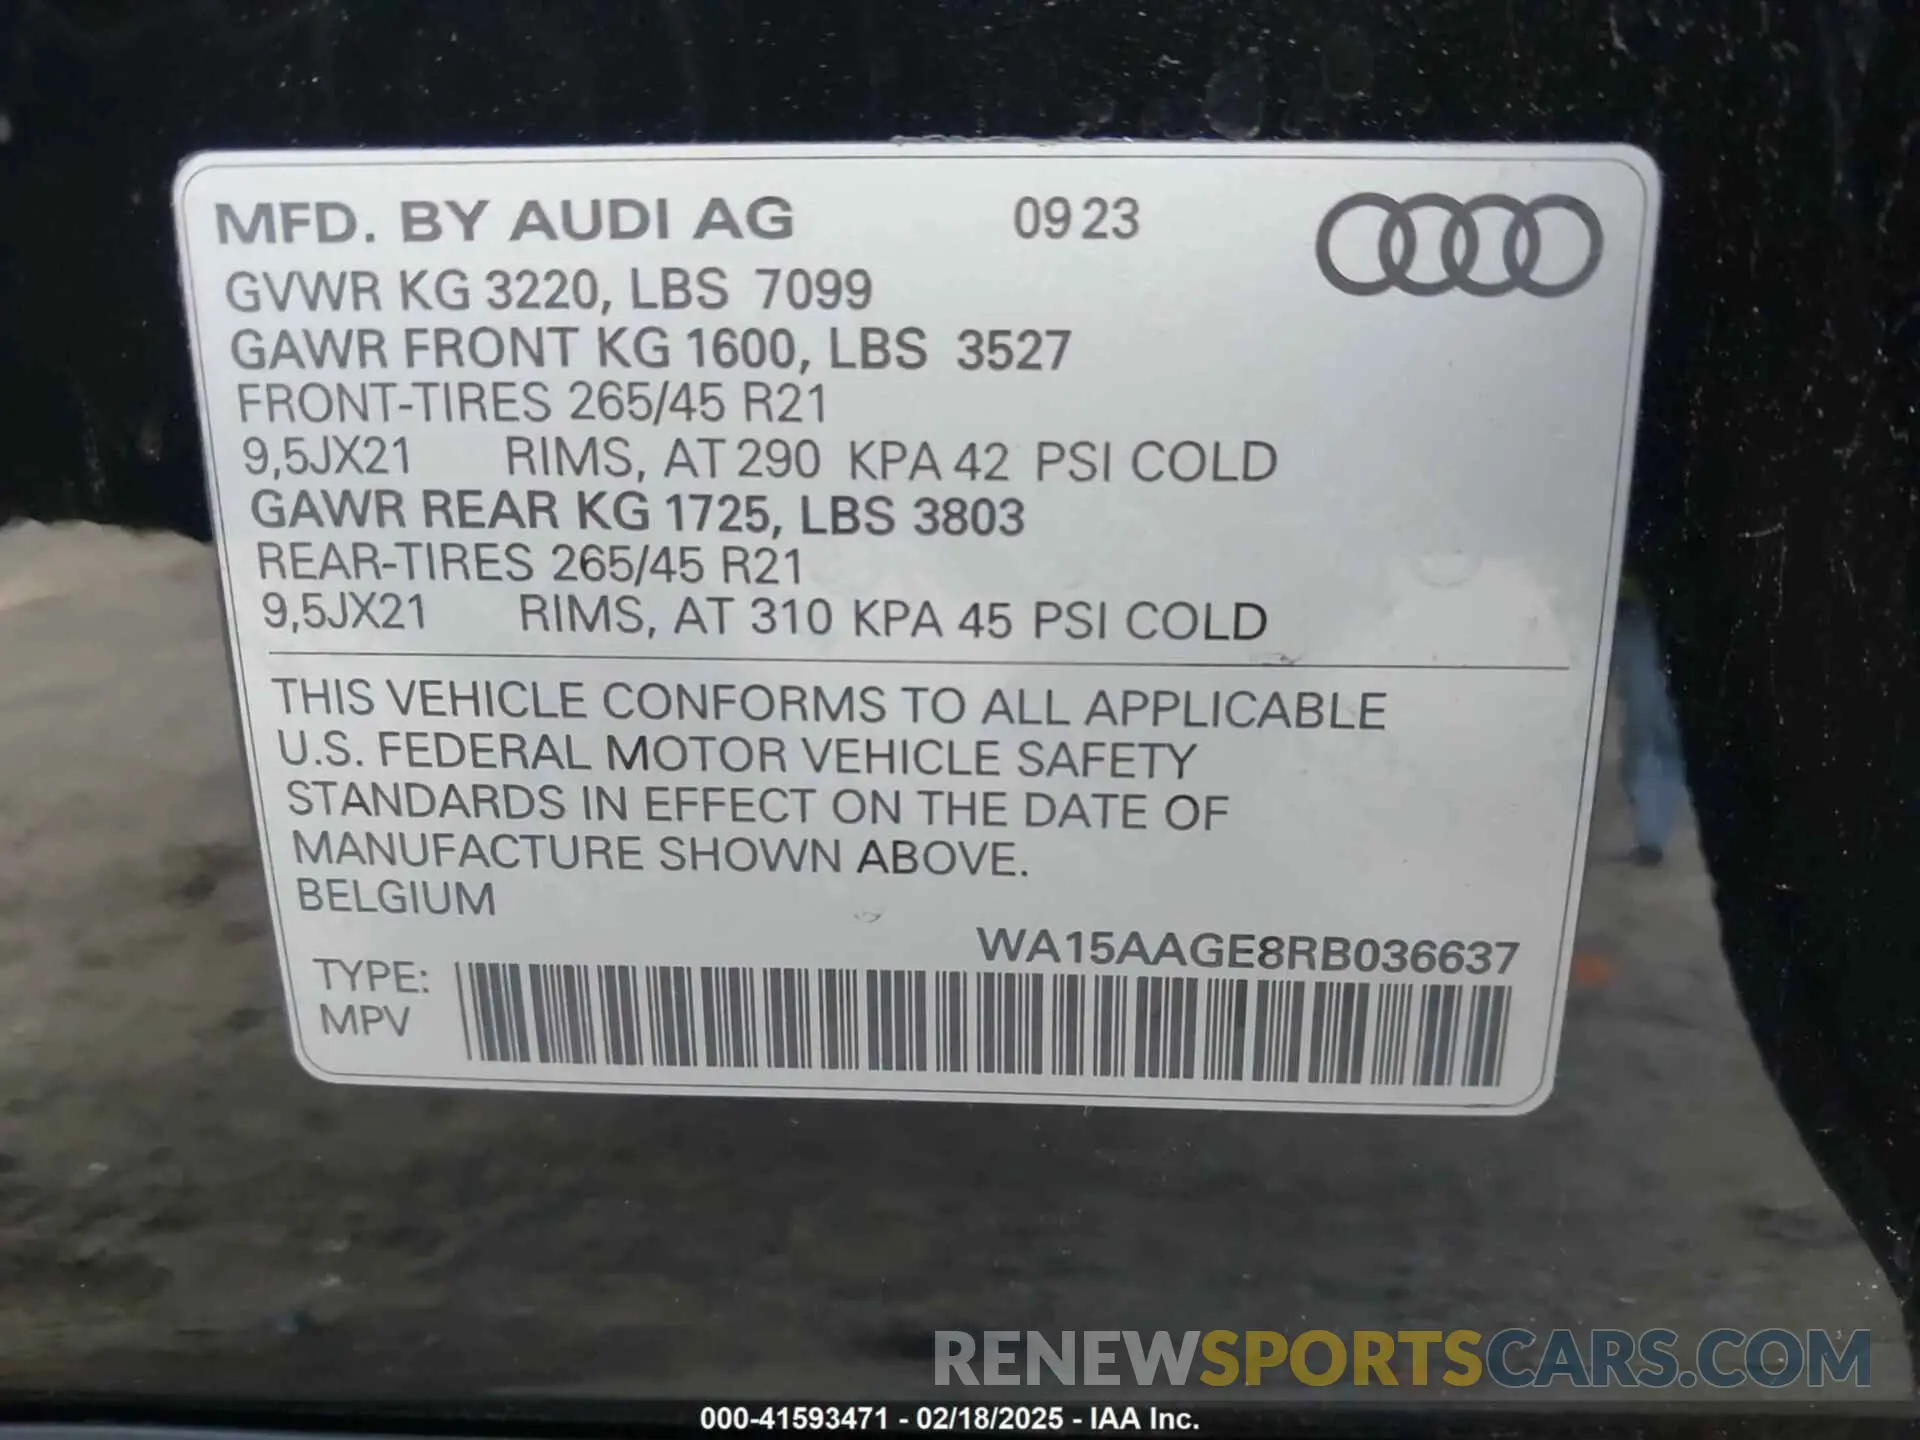 MFD. BY AUDI AG 09 23
GVWR KG 3220, LBS 7099
GAWR FRONT KG 1600, LBS 3527
FRONT-TIRES 265/45 R21
9,5JX21 RIMS, AT 290 KPA 42 PSI COLD
GAWR REAR KG 1725, LBS 3803
REAR-TIRES 265/45 R21
9,5JX21 RIMS, AT 310 KPA 45 PSI COLD
THIS VEHICLE CONFORMS TO ALL APPLICABLE
U.S. FEDERAL MOTOR VEHICLE SAFETY
STANDARDS IN EFFECT ON THE DATE OF
MANUFACTURE SHOWN ABOVE.
BELGIUM
WA15AAGE8RB036637
TYPE:
MPV
RENEWSPORTSCARS.COM
000-41593471 - 02/18/2025 - IAA Inc.